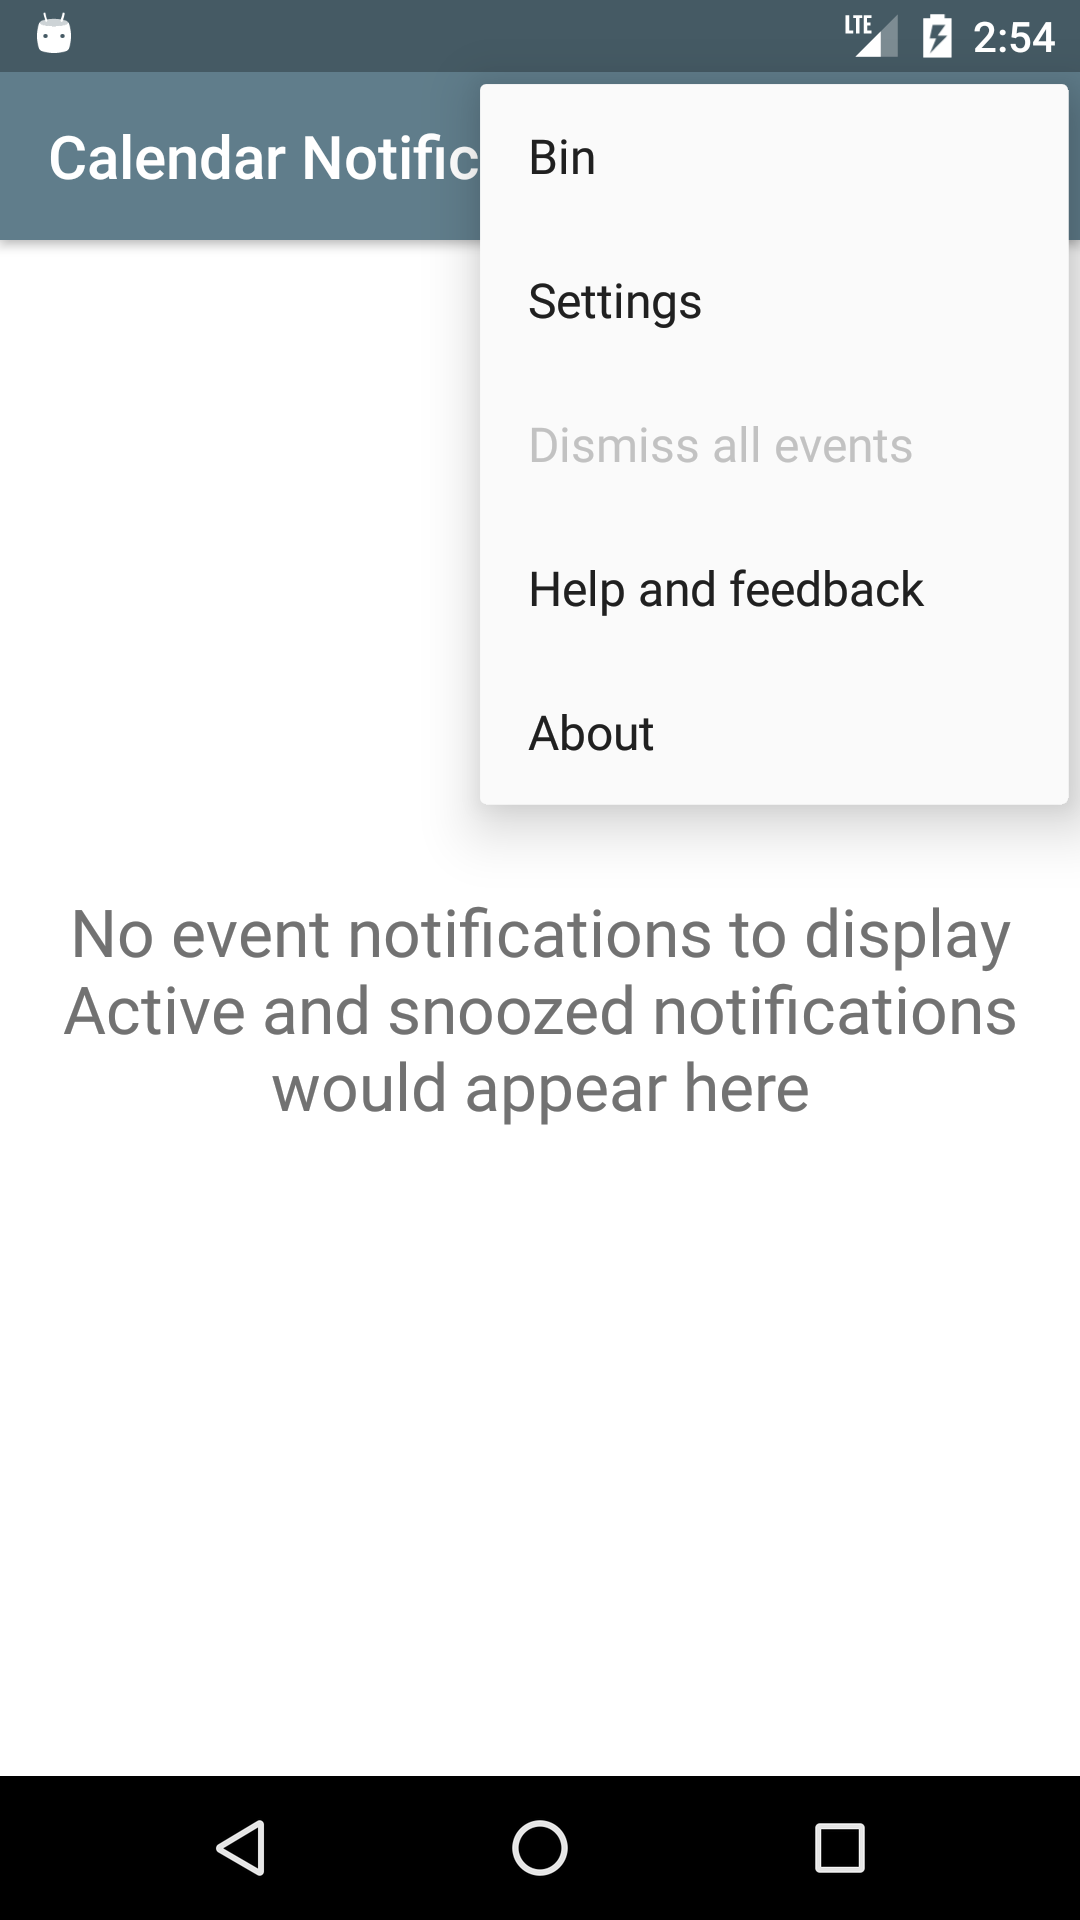 LTE 2:54
Calendar Notific
Bin
Settings
Dismiss all events
Help and feedback
About
No event notifications to display
Active and snoozed notifications
would appear here